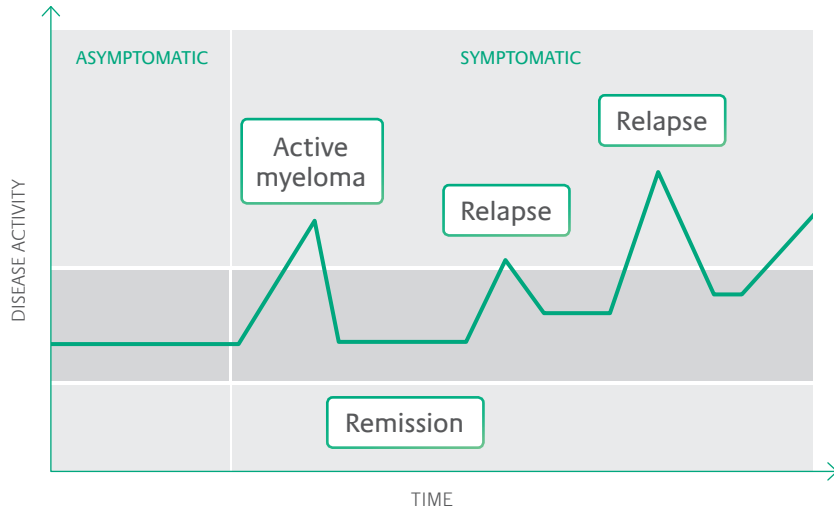 ASYMPTOMATIC
SYMPTOMATIC
Active
myeloma
Relapse
Relapse
Remission
DISEASE ACTIVITY
TIME